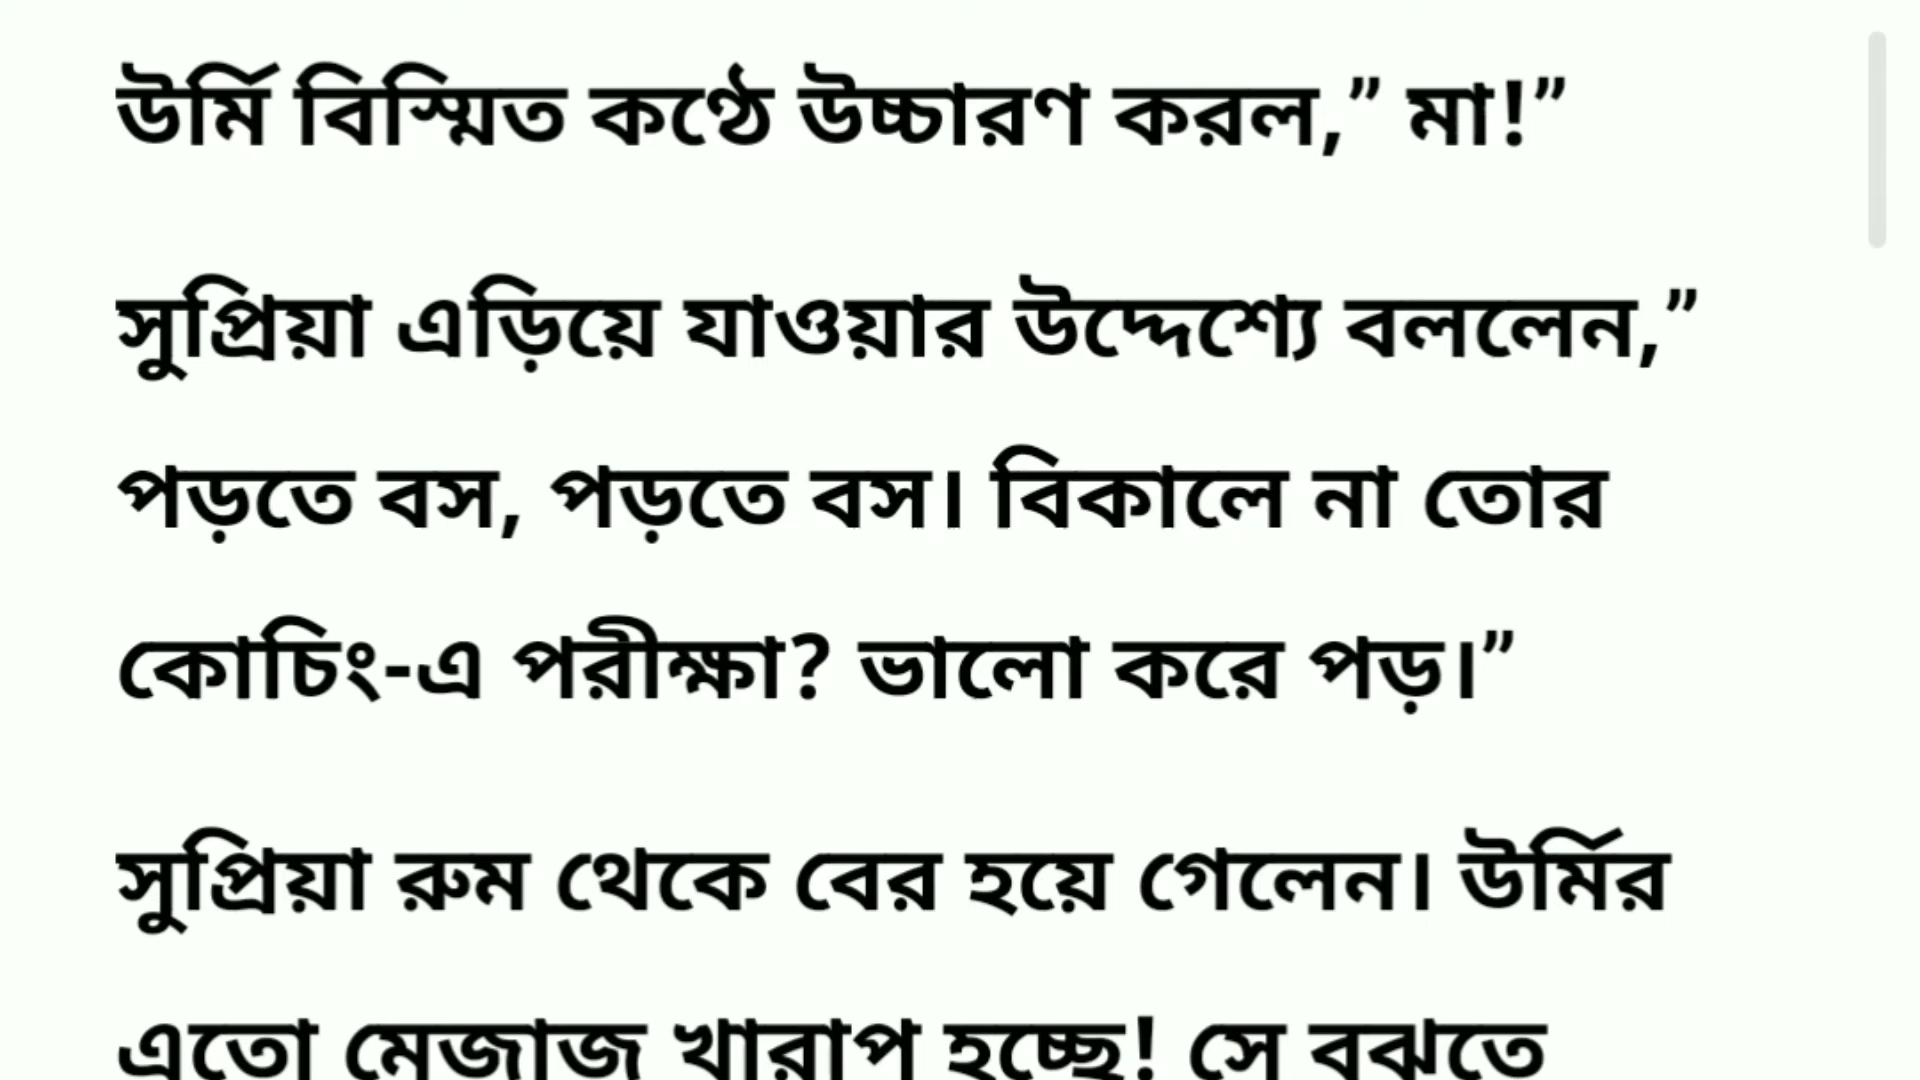 উর্মি বিস্মিত কণ্ঠে উচ্চারণ করল,” মা!”
সুপ্রিয়া এড়িয়ে যাওয়ার উদ্দেশ্যে বললেন,”
পড়তে বস, পড়তে বস। বিকালে না তোর
কোচিং-এ পরীক্ষা? ভালো করে পড়।”
সুপ্রিয়া রুম থেকে বের হয়ে গেলেন। উর্মির
এতো মেজাজ খারাপ হচ্ছে! সে বুঝতে